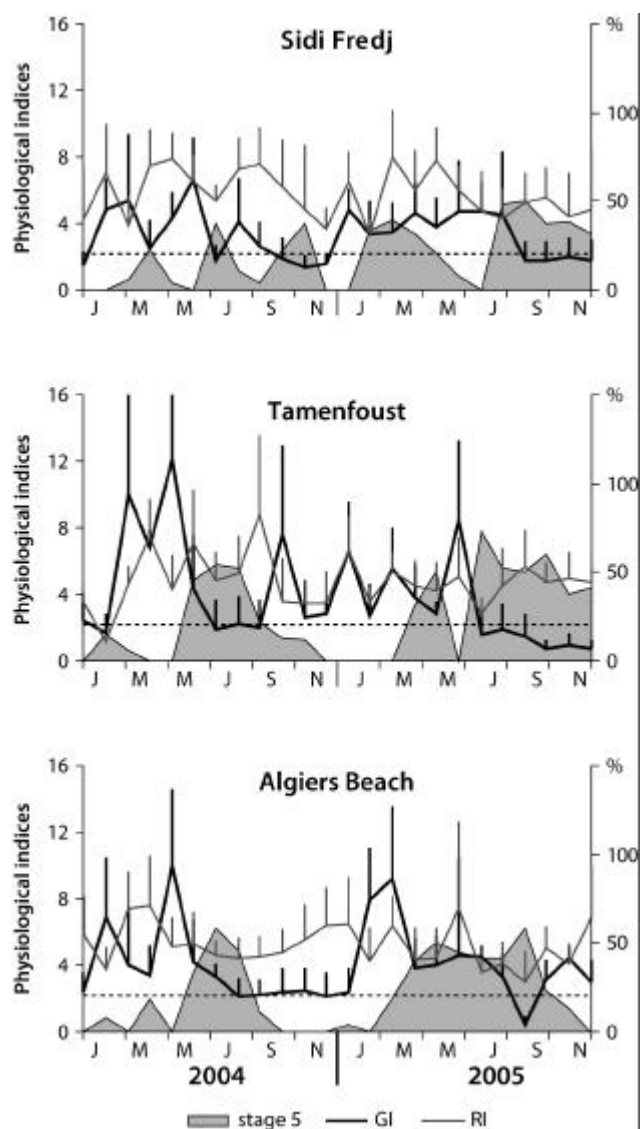 Sidi Fredj
Physiological indices
16 %
12 100
8
4 50
0 0
J M M J S N J M M J S N
Tamenfoust
Physiological indices
16 %
12
100
8
4 50
0 0
J M M J S N J M M J S N
Algiers Beach
Physiological indices
16 %
12
100
8
4 50
0 0
J M M J S N J M M J S N
2004 2005
stage 5 GI RI